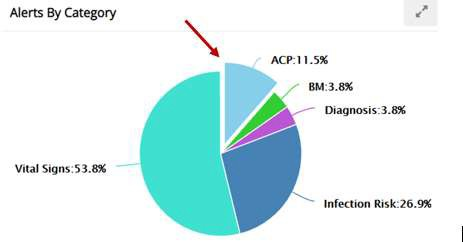 Alerts By Category
ACP:11.5%
BM:3.8%
Diagnosis:3.8%
Vital Signs:53.8%
Infection Risk:26.9%